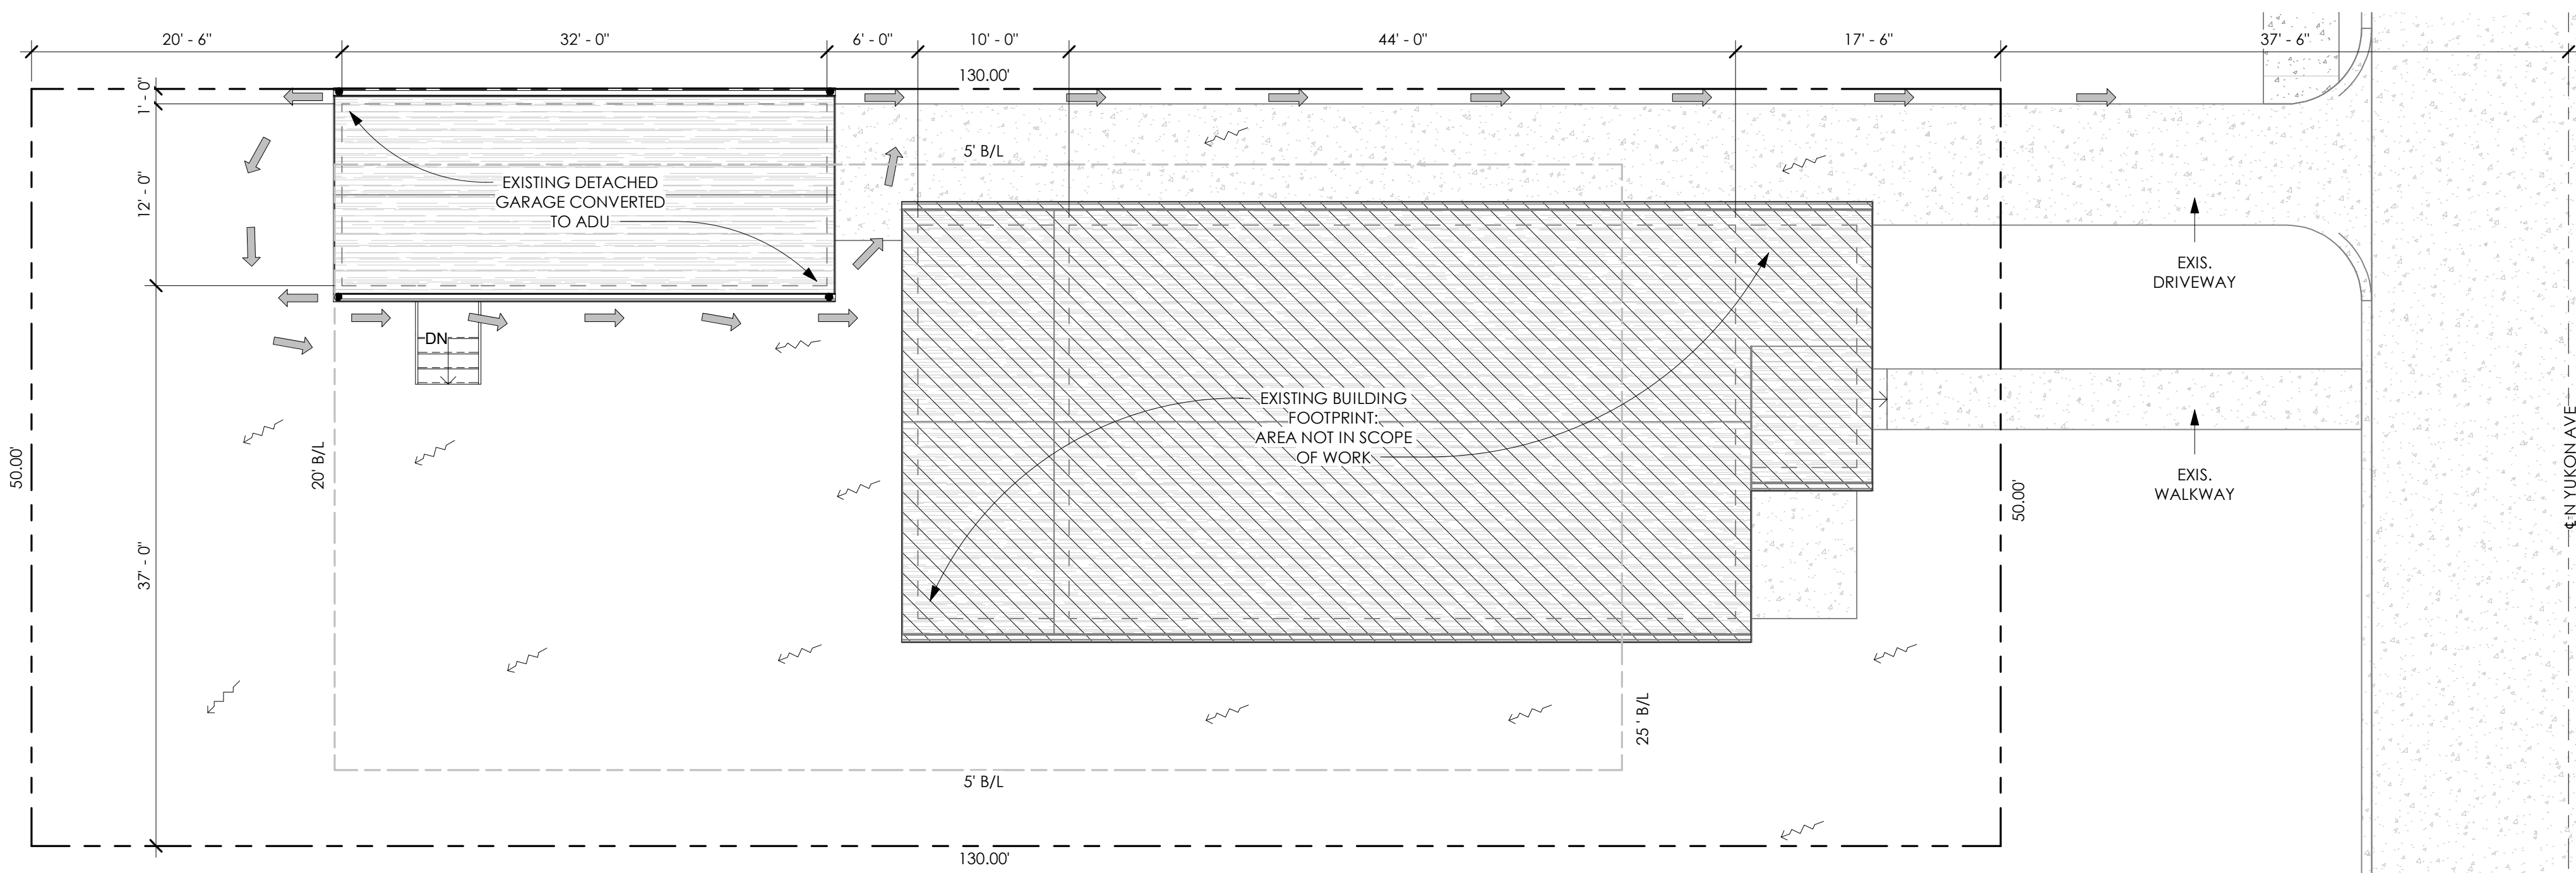 20' - 6"
32' - 0"
6' - 0"
10' - 0"
44' - 0"
17' - 6"
37' - 6"
130.00'
1' - 0"
12' - 0"
37' - 0"
50.00'
5' B/L
EXISTING DETACHED
GARAGE CONVERTED
TO ADU
DN
20' B/L
EXISTING BUILDING
FOOTPRINT:
AREA NOT IN SCOPE
OF WORK
EXIS.
DRIVEWAY
EXIS.
WALKWAY
50.00'
℄ N YUKON AVE
25 ' B/L
5' B/L
130.00'